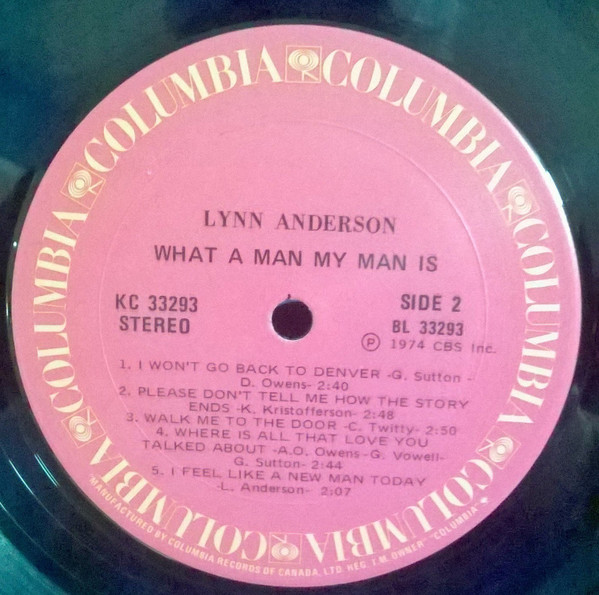 COLUMBIA COLUMBIA COLUMBIA COLUMBIA COLUMBIA COLUMBIA
LYNN ANDERSON
WHAT A MAN MY MAN IS
KC 33293
STEREO
SIDE 2
BL 33293
Ⓟ 1974 CBS Inc.
1. I WON'T GO BACK TO DENVER -G. Sutton -
D. Owens- 2:40
2. PLEASE DON'T TELL ME HOW THE STORY
ENDS -K. Kristofferson- 2:48
3. WALK ME TO THE DOOR -C. Twitty- 2:50
4. WHERE IS ALL THAT LOVE YOU
TALKED ABOUT -A.O. Owens -G. Vowell-
G. Sutton- 2:44
5. I FEEL LIKE A NEW MAN TODAY
-L. Anderson- 2:07
"MANUFACTURED BY COLUMBIA RECORDS OF CANADA, LTD. REG. T.M. OWNER" "COLUMBIA"